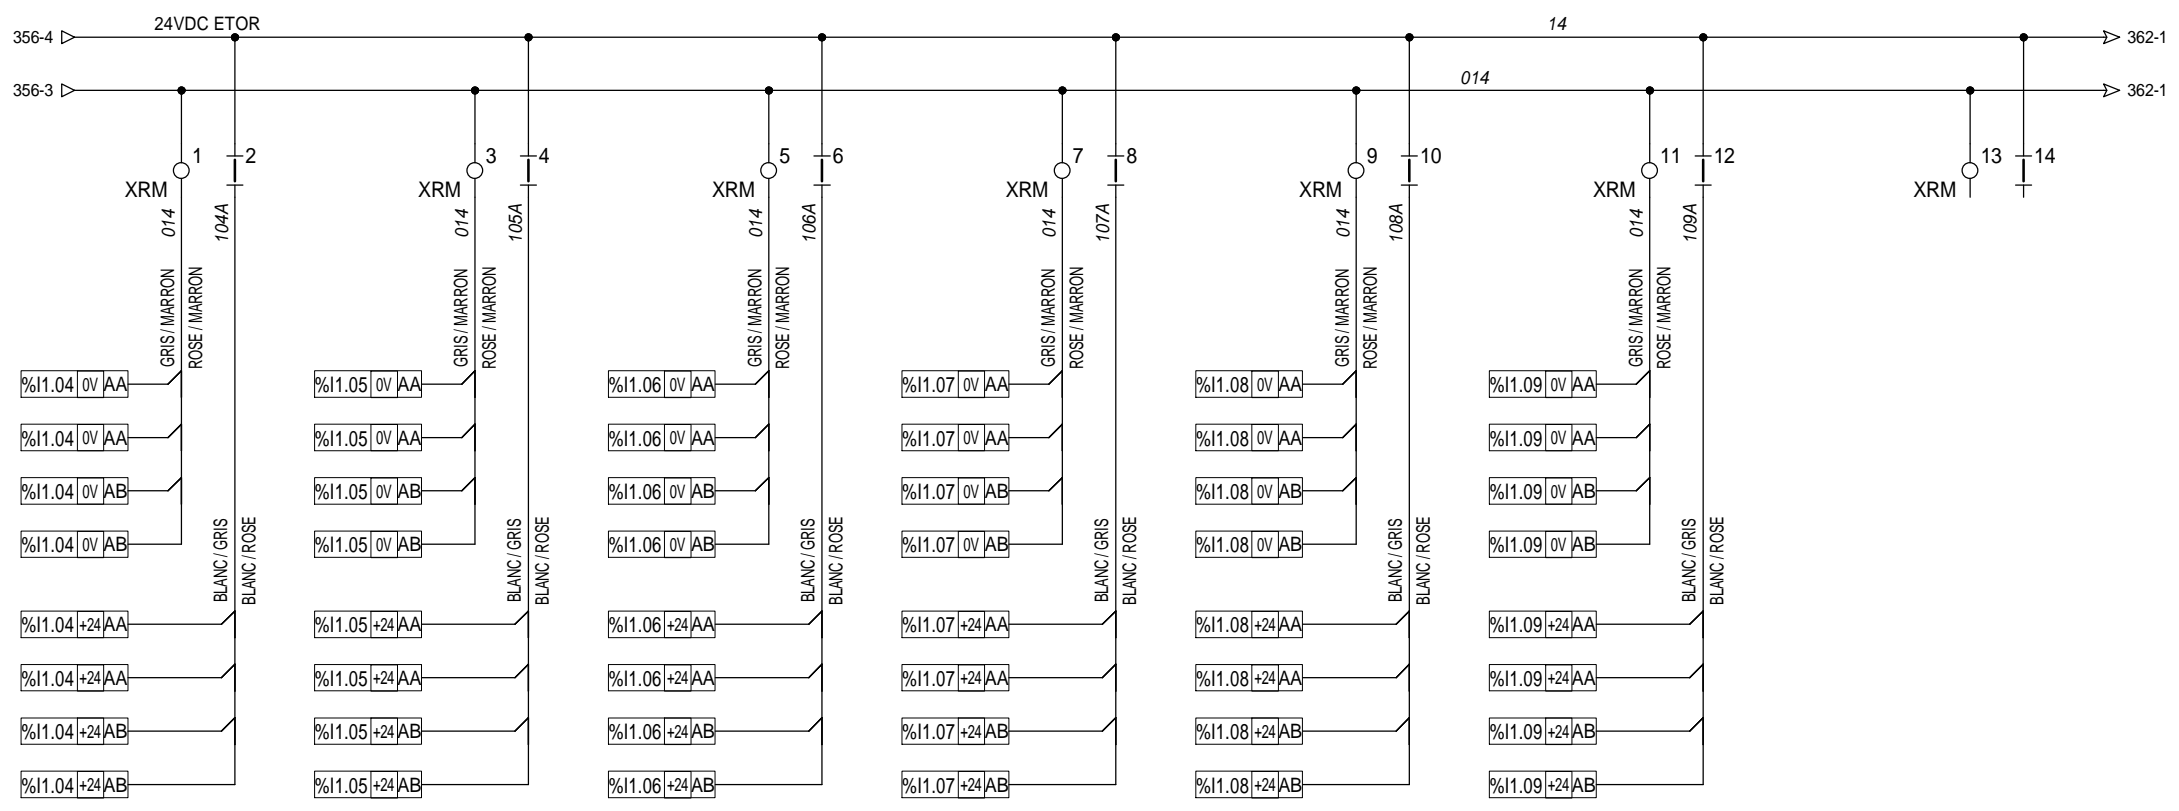 24VDC ETOR 14
356-4 362-1
014
356-3 362-1
1 2 3 4 5 6 7 8 9 10 11 12 13 14
XRM XRM XRM XRM XRM XRM XRM
014 104A 014 105A 014 106A 014 107A 014 108A 014 109A
GRIS / MARRON ROSE / MARRON GRIS / MARRON ROSE / MARRON GRIS / MARRON ROSE / MARRON GRIS / MARRON ROSE / MARRON GRIS / MARRON ROSE / MARRON GRIS / MARRON ROSE / MARRON
%I1.04 0V AA %I1.05 0V AA %I1.06 0V AA %I1.07 0V AA %I1.08 0V AA %I1.09 0V AA
%I1.04 0V AA %I1.05 0V AA %I1.06 0V AA %I1.07 0V AA %I1.08 0V AA %I1.09 0V AA
%I1.04 0V AB %I1.05 0V AB %I1.06 0V AB %I1.07 0V AB %I1.08 0V AB %I1.09 0V AB
%I1.04 0V AB %I1.05 0V AB %I1.06 0V AB %I1.07 0V AB %I1.08 0V AB %I1.09 0V AB
BLANC / GRIS BLANC / ROSE BLANC / GRIS BLANC / ROSE BLANC / GRIS BLANC / ROSE BLANC / GRIS BLANC / ROSE BLANC / GRIS BLANC / ROSE BLANC / GRIS BLANC / ROSE
%I1.04 +24 AA %I1.05 +24 AA %I1.06 +24 AA %I1.07 +24 AA %I1.08 +24 AA %I1.09 +24 AA
%I1.04 +24 AA %I1.05 +24 AA %I1.06 +24 AA %I1.07 +24 AA %I1.08 +24 AA %I1.09 +24 AA
%I1.04 +24 AB %I1.05 +24 AB %I1.06 +24 AB %I1.07 +24 AB %I1.08 +24 AB %I1.09 +24 AB
%I1.04 +24 AB %I1.05 +24 AB %I1.06 +24 AB %I1.07 +24 AB %I1.08 +24 AB %I1.09 +24 AB